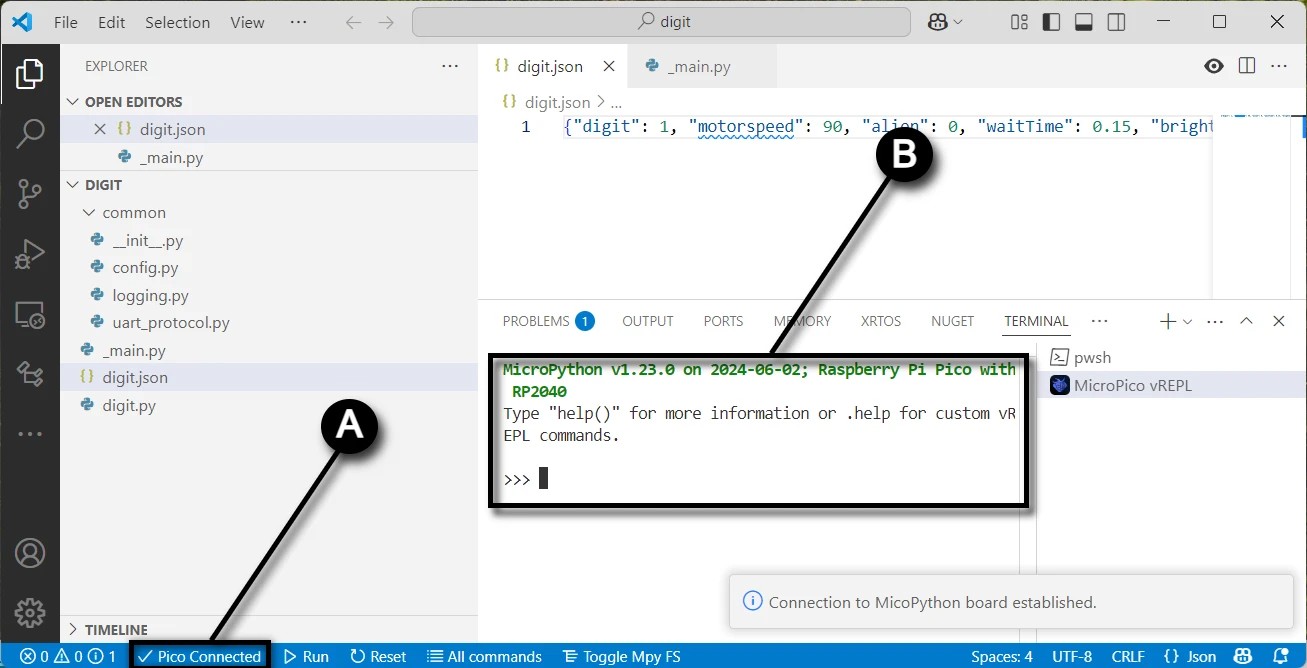 File Edit Selection View ··· digit
EXPLORER ···
OPEN EDITORS
{} digit.json
_main.py
DIGIT
common
__init__.py
config.py
logging.py
uart_protocol.py
_main.py
{} digit.json
digit.py
TIMELINE
{} digit.json _main.py ···
{} digit.json > ...
1 {"digit": 1, "motorspeed": 90, "alien": 0, "waitTime": 0.15, "bright
A
B
PROBLEMS 1 OUTPUT PORTS MEMORY XRTOS NUGET TERMINAL ···
MicroPython v1.23.0 on 2024-06-02; Raspberry Pi Pico with
RP2040
Type "help()" for more information or .help for custom vR
EPL commands.
>>>
pwsh
MicroPico vREPL
Connection to MicoPython board established.
0 0 1 Pico Connected Run Reset All commands Toggle Mpy FS Spaces: 4 UTF-8 CRLF {} Json